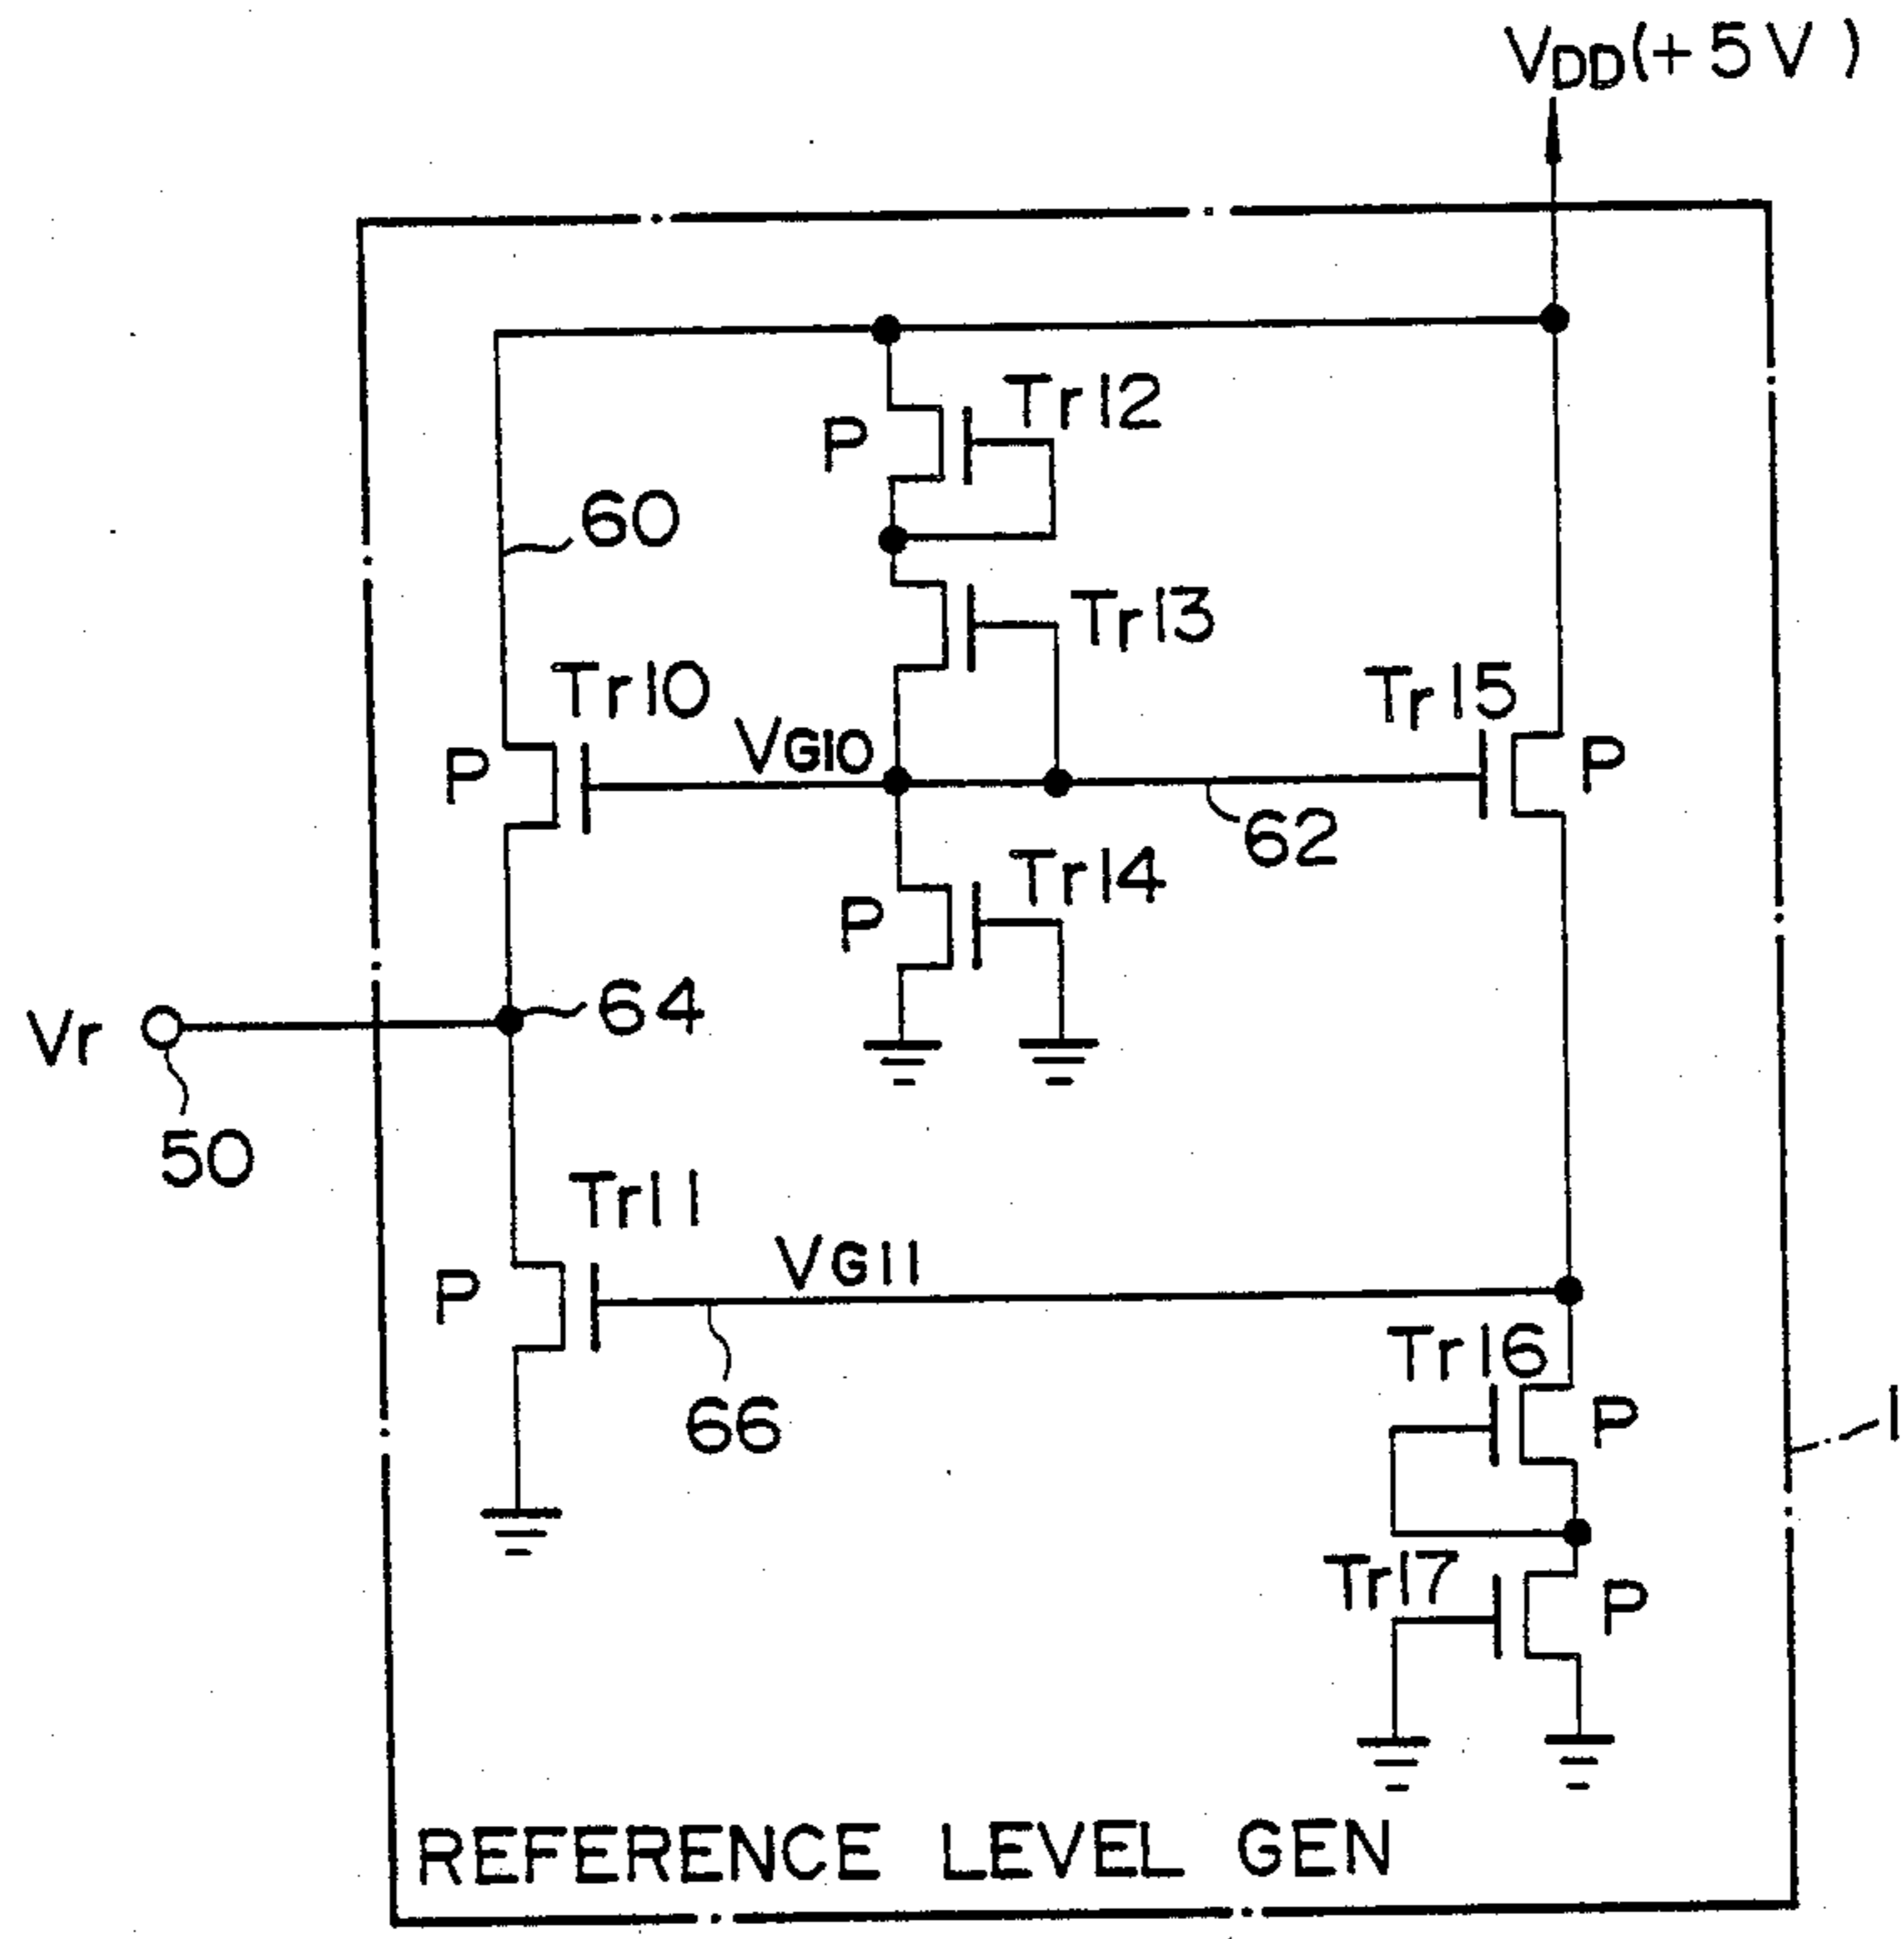 VDD(+5V)
Tr12
P
60
Tr13
Tr10
Tr15
P
VG10
P
62
Tr14
P
64
Vr
50
Tr11
VG11
P
Tr16
P
66
1
Tr17
P
REFERENCE LEVEL GEN